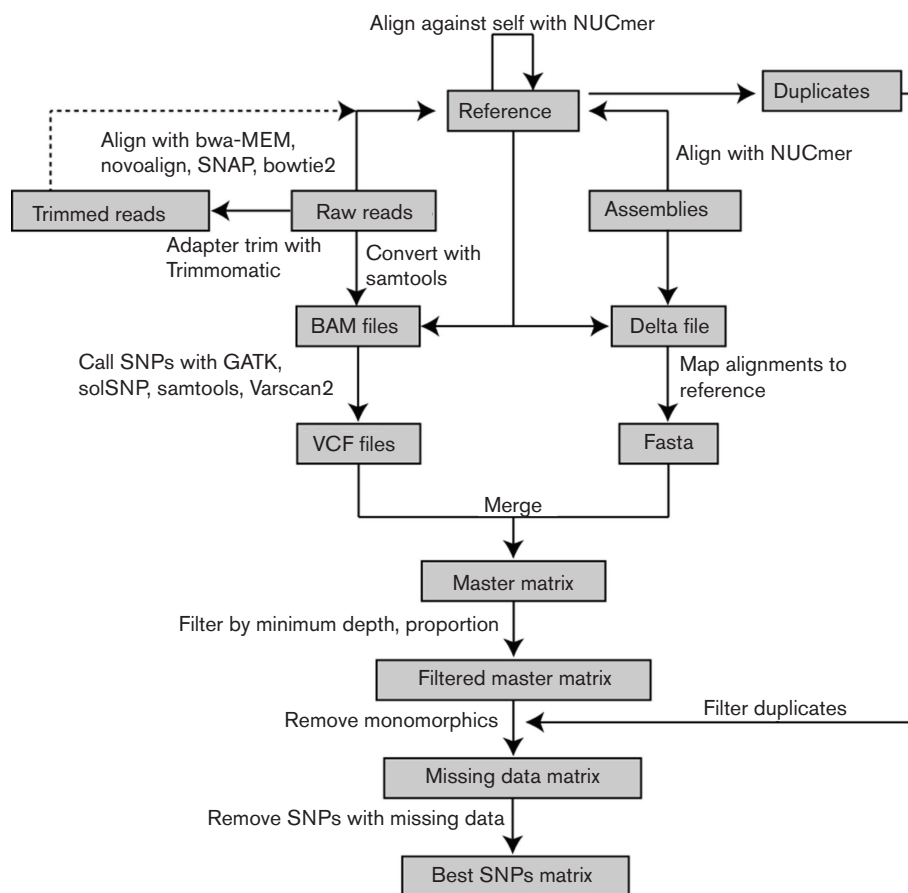 Align against self with NUCmer
Reference
Duplicates
Align with bwa-MEM,
novoalign, SNAP, bowtie2
Align with NUCmer
Trimmed reads
Raw reads
Assemblies
Adapter trim with
Trimmomatic
Convert with
samtools
BAM files
Delta file
Call SNPs with GATK,
solSNP, samtools, Varscan2
Map alignments to
reference
VCF files
Fasta
Merge
Master matrix
Filter by minimum depth, proportion
Filtered master matrix
Remove monomorphics
Filter duplicates
Missing data matrix
Remove SNPs with missing data
Best SNPs matrix